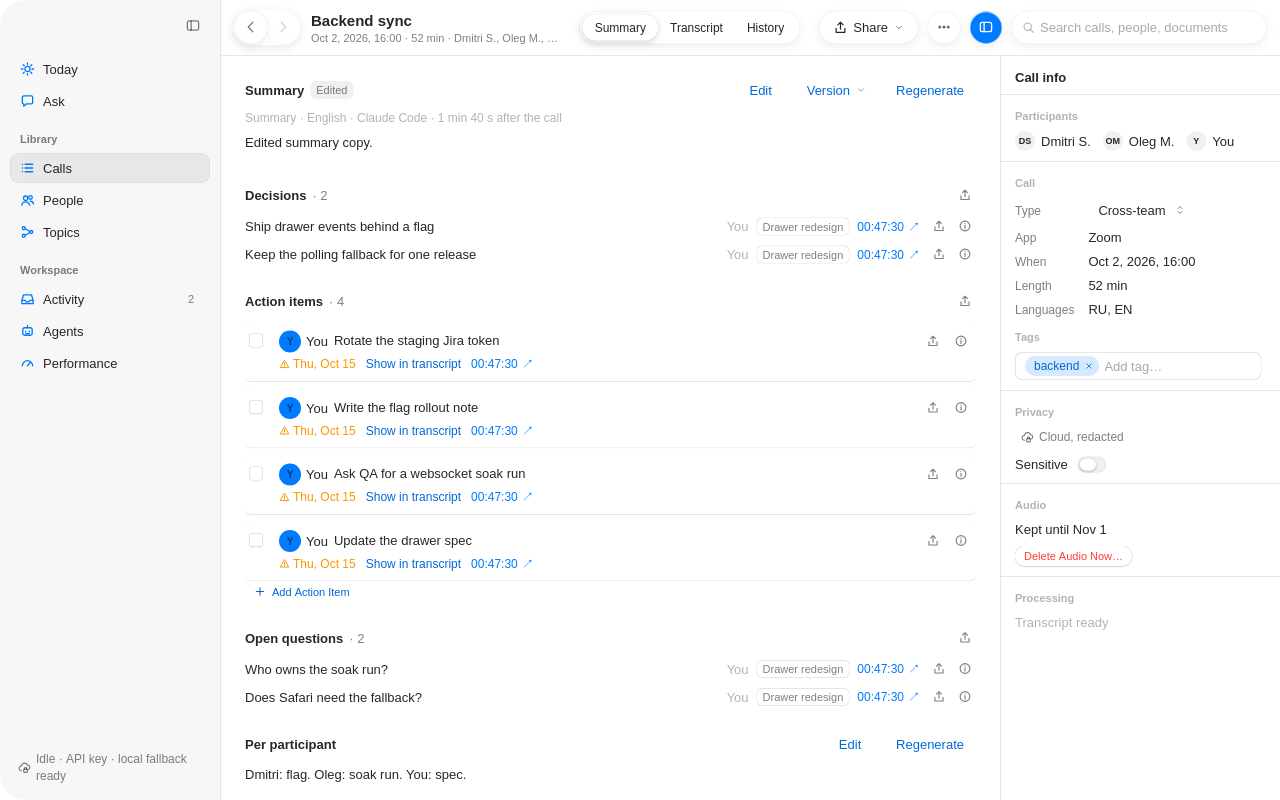 Backend sync
Oct 2, 2026, 16:00 · 52 min · Dmitri S., Oleg M., …
Summary
Transcript
History
Share
Search calls, people, documents
Today
Ask
Library
Calls
People
Topics
Workspace
Activity 2
Agents
Performance
Idle · API key · local fallback
ready
Summary Edited Edit Version Regenerate
Summary · English · Claude Code · 1 min 40 s after the call
Edited summary copy.
Decisions · 2
Ship drawer events behind a flag You Drawer redesign 00:47:30
Keep the polling fallback for one release You Drawer redesign 00:47:30
Action items · 4
Y You Rotate the staging Jira token
Thu, Oct 15 Show in transcript 00:47:30
Y You Write the flag rollout note
Thu, Oct 15 Show in transcript 00:47:30
Y You Ask QA for a websocket soak run
Thu, Oct 15 Show in transcript 00:47:30
Y You Update the drawer spec
Thu, Oct 15 Show in transcript 00:47:30
Add Action Item
Open questions · 2
Who owns the soak run? You Drawer redesign 00:47:30
Does Safari need the fallback? You Drawer redesign 00:47:30
Per participant Edit Regenerate
Dmitri: flag. Oleg: soak run. You: spec.
Call info
Participants
DS Dmitri S. OM Oleg M. Y You
Call
Type Cross-team
App Zoom
When Oct 2, 2026, 16:00
Length 52 min
Languages RU, EN
Tags
backend × Add tag…
Privacy
Cloud, redacted
Sensitive
Audio
Kept until Nov 1
Delete Audio Now…
Processing
Transcript ready